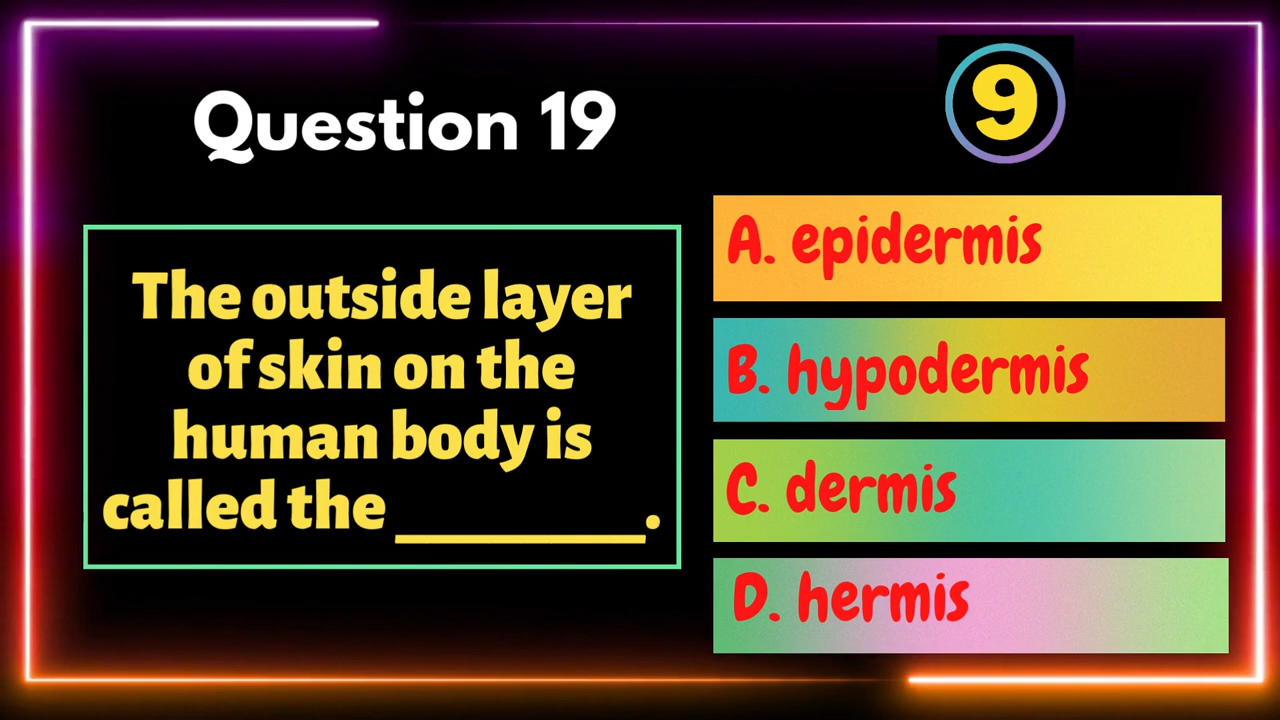 Question 19
9
The outside layer
of skin on the
human body is
called the __________.
A. epidermis
B. hypodermis
C. dermis
D. hermis